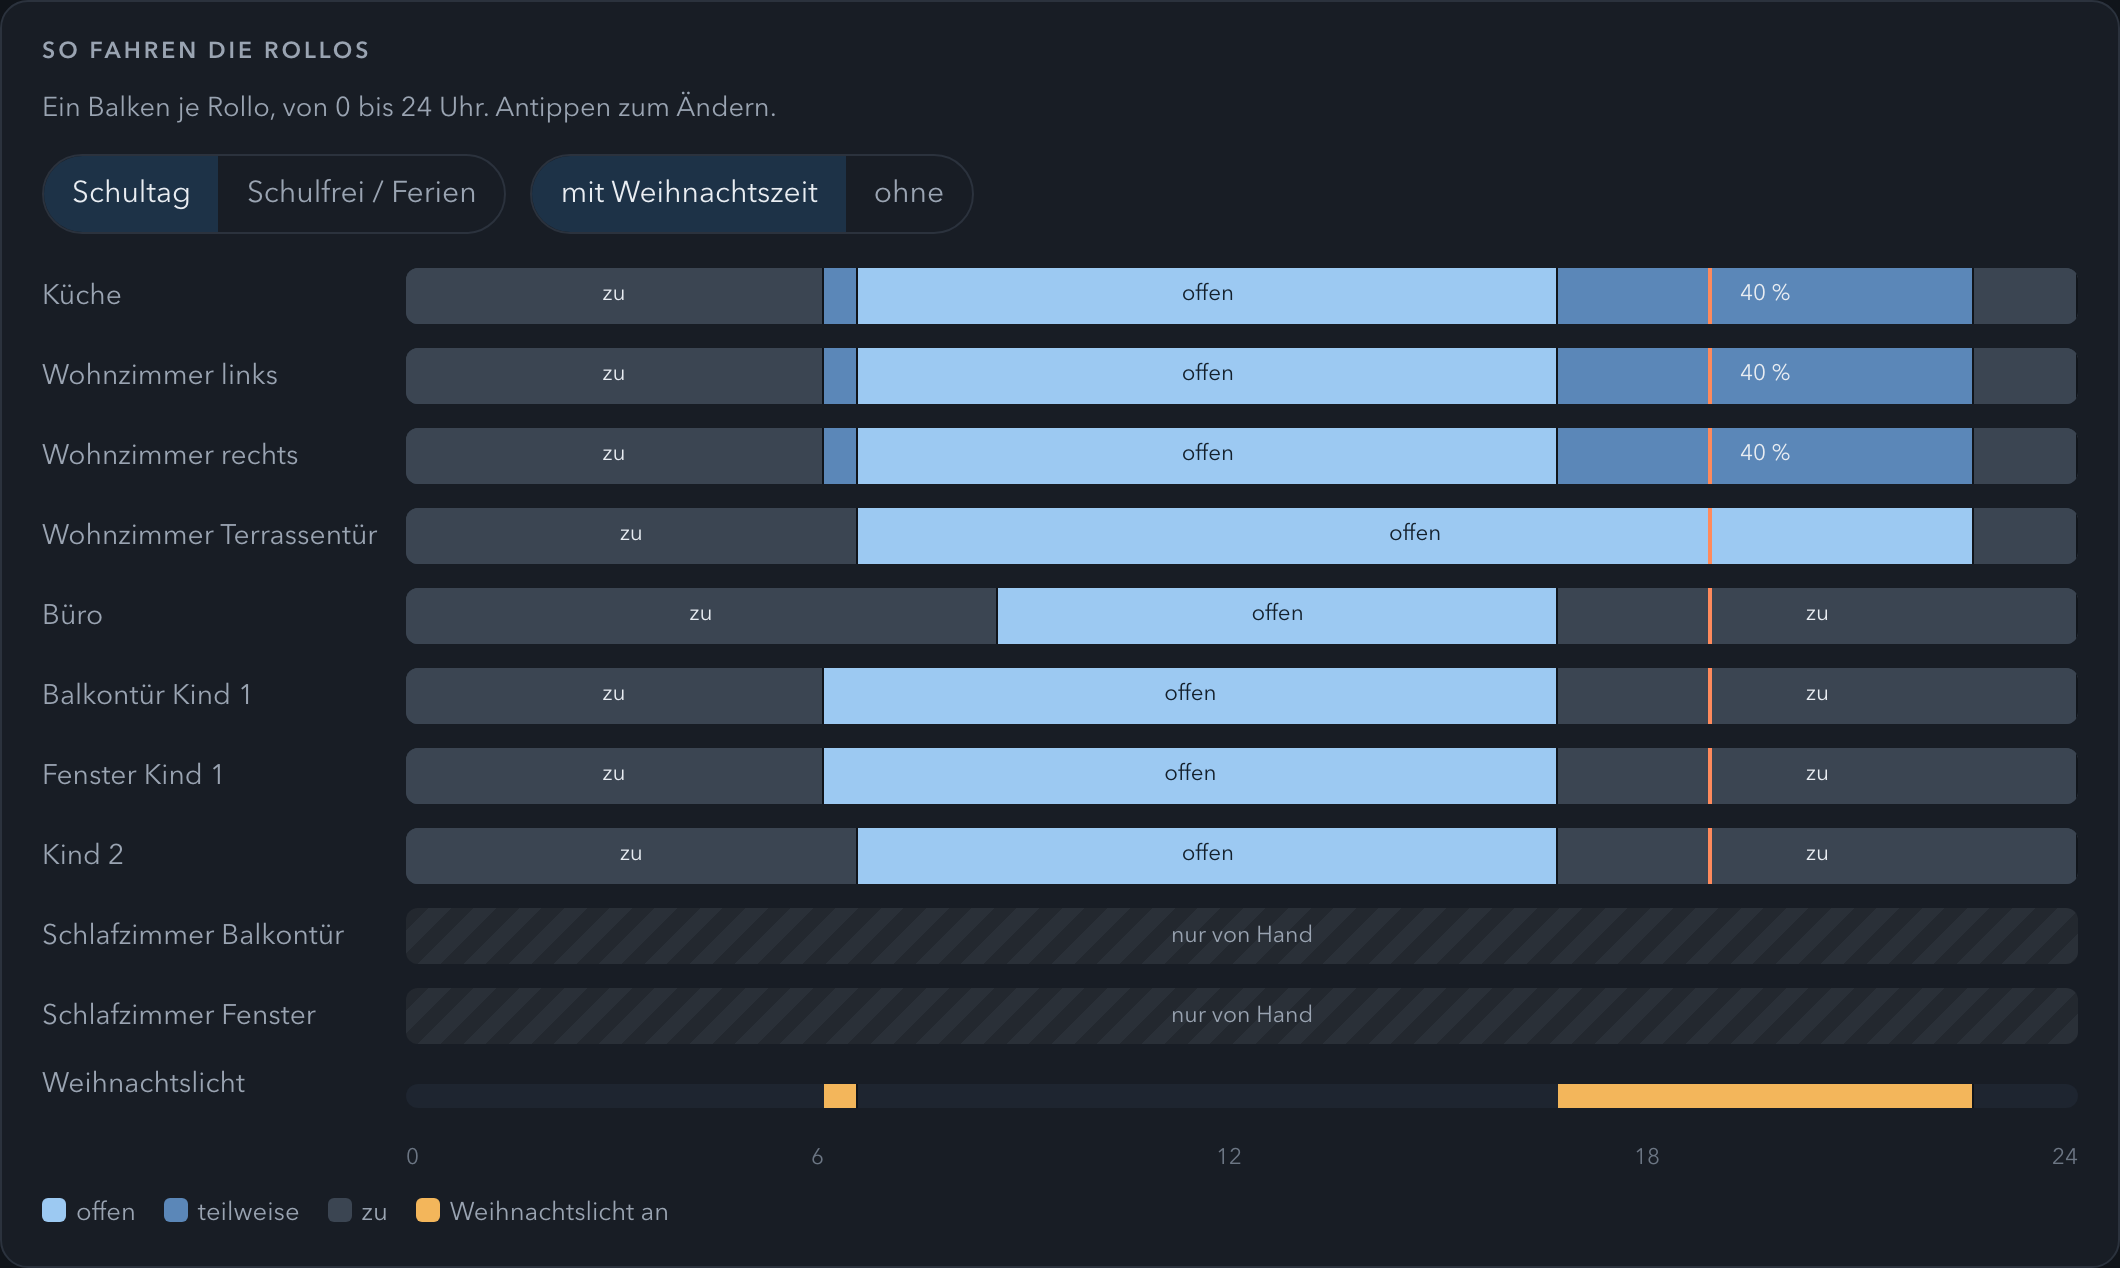 SO FAHREN DIE ROLLOS
Ein Balken je Rollo, von 0 bis 24 Uhr. Antippen zum Ändern.
Schultag Schulfrei / Ferien mit Weihnachtszeit ohne
Küche zu offen 40 %
Wohnzimmer links zu offen 40 %
Wohnzimmer rechts zu offen 40 %
Wohnzimmer Terrassentür zu offen
Büro zu offen zu
Balkontür Kind 1 zu offen zu
Fenster Kind 1 zu offen zu
Kind 2 zu offen zu
Schlafzimmer Balkontür nur von Hand
Schlafzimmer Fenster nur von Hand
Weihnachtslicht
0 6 12 18 24
offen teilweise zu Weihnachtslicht an